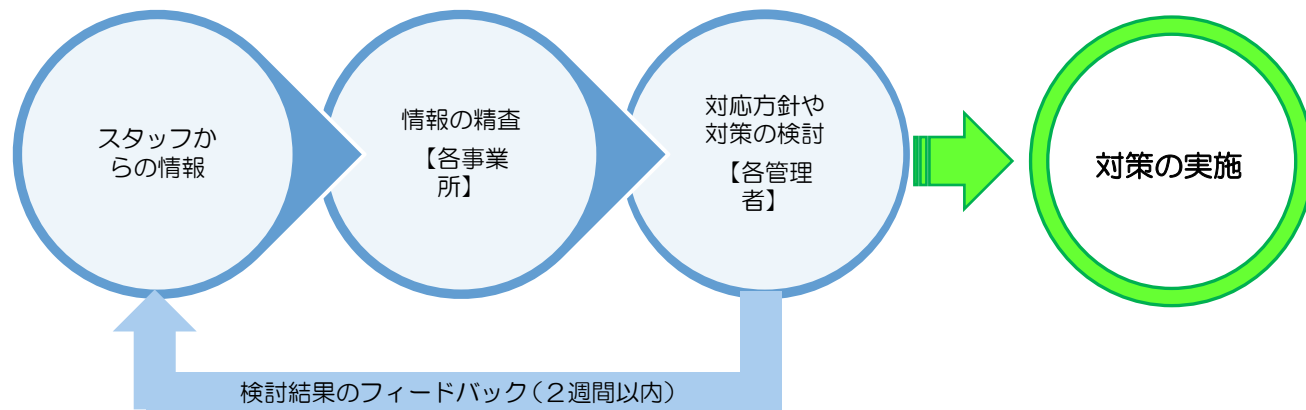 スタッフか
らの情報
情報の精査
【各事業
所】
対応方針や
対策の検討
【各管理
者】
対策の実施
検討結果のフィードバック（２週間以内）